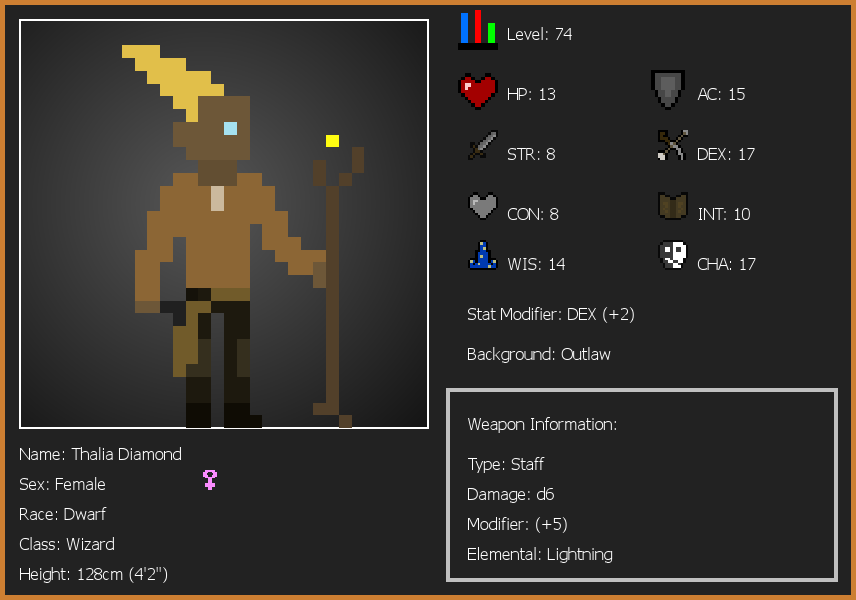 Level: 74
HP: 13
AC: 15
STR: 8
DEX: 17
CON: 8
INT: 10
WIS: 14
CHA: 17
Stat Modifier: DEX (+2)
Background: Outlaw
Weapon Information:
Type: Staff
Damage: d6
Modifier: (+5)
Elemental: Lightning
Name: Thalia Diamond
Sex: Female
Race: Dwarf
Class: Wizard
Height: 128cm (4'2")